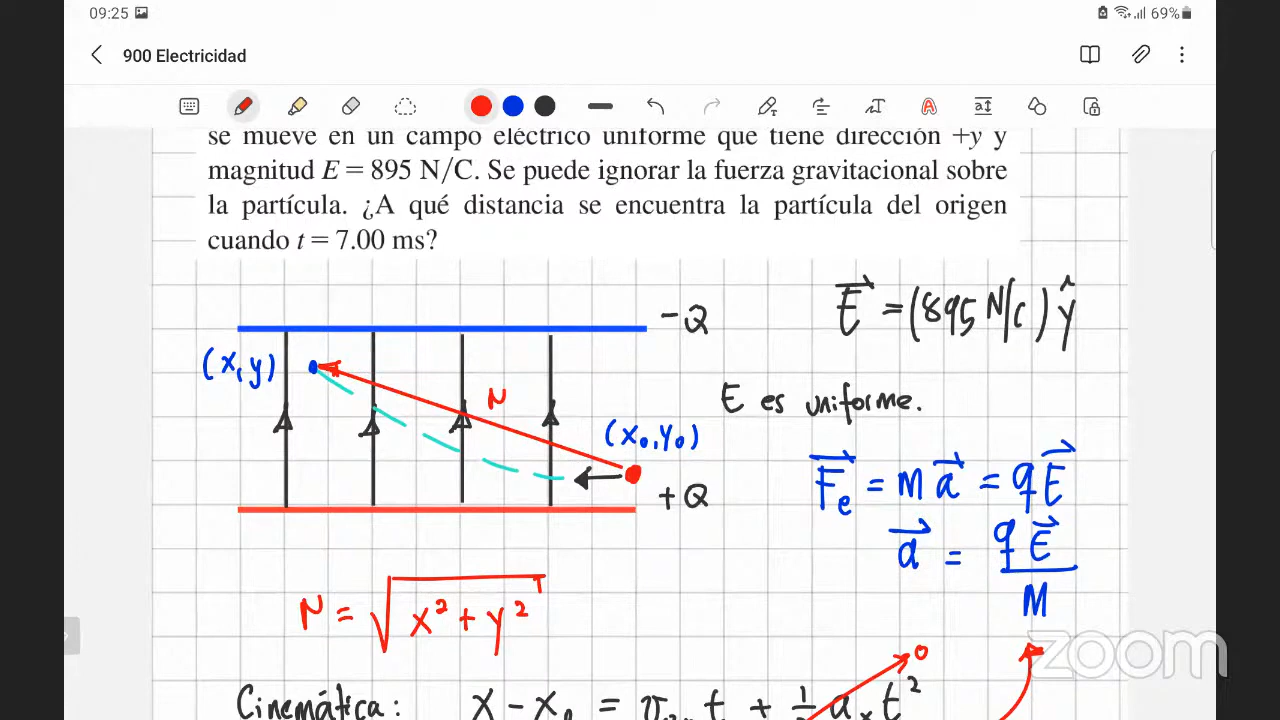 09:25 69%
900 Electricidad
se mueve en un campo eléctrico uniforme que tiene dirección +y y
magnitud E = 895 N/C. Se puede ignorar la fuerza gravitacional sobre
la partícula. ¿A qué distancia se encuentra la partícula del origen
cuando t = 7.00 ms?
-Q
E = (895 N/C) ŷ
(x, y)
r
E es uniforme.
(x₀, y₀)
+Q
Fe = m a = q E
a = q E / M
r = √x² + y²
zoom
0
Cinemática: x - x₀ = v₀ₓ t + ½ aₓ t²